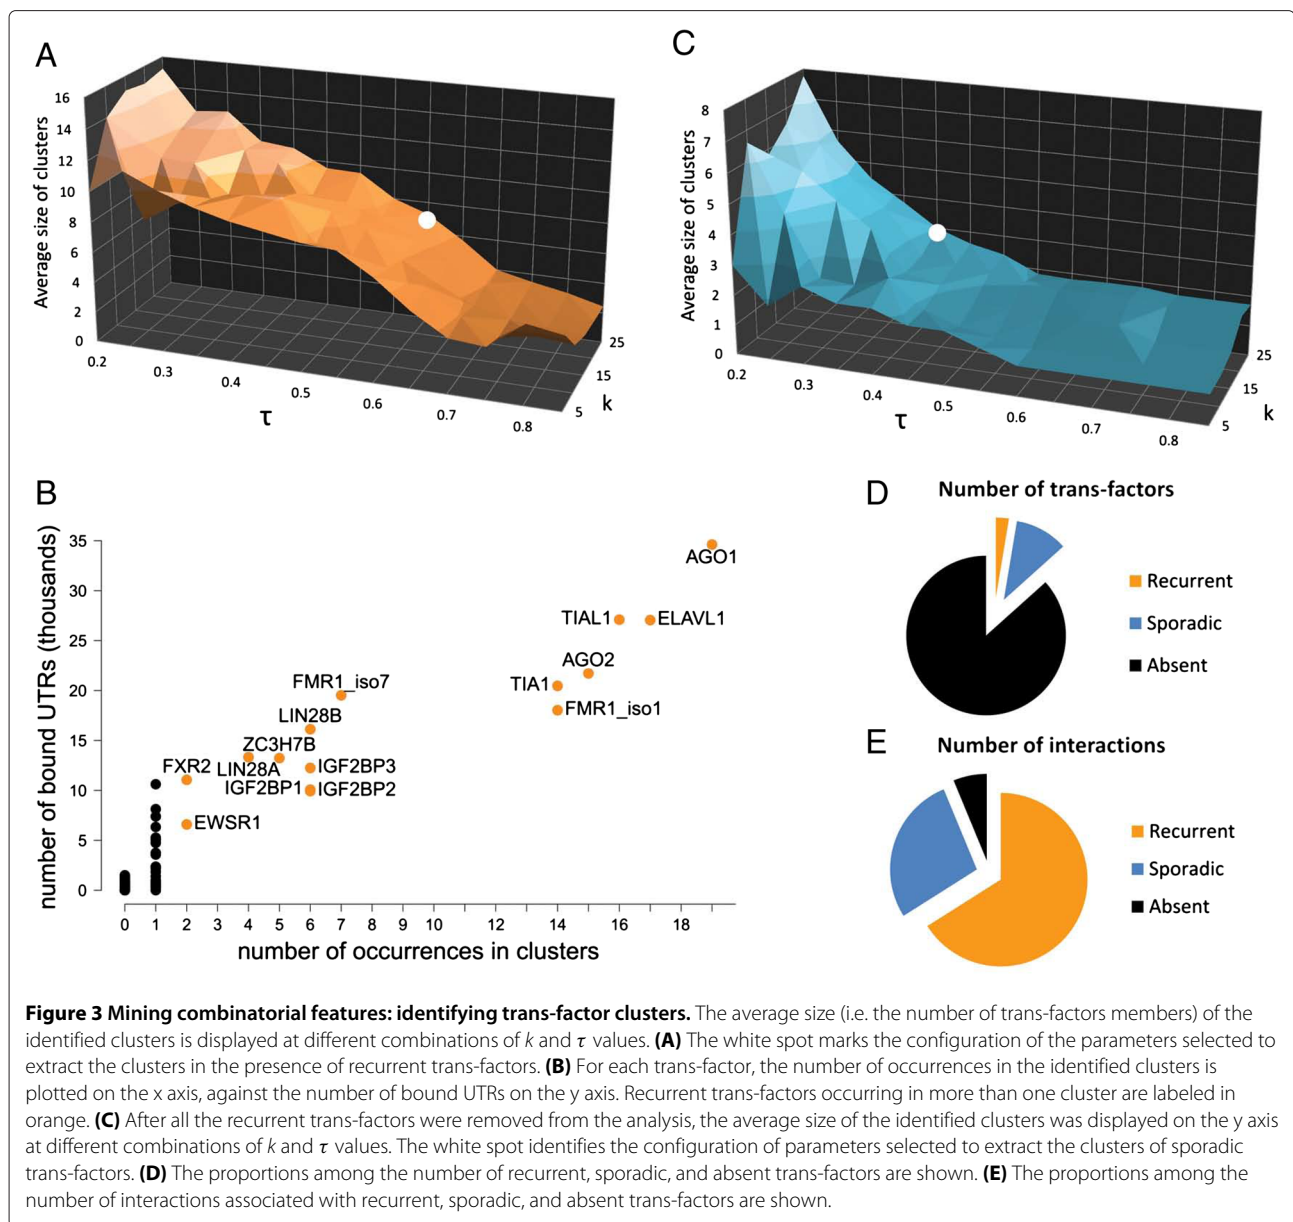 A
Average size of clusters
16
14
12
10
8
6
4
2
0
0.2
0.3
0.4
0.5
0.6
0.7
0.8
τ
5
15
25
k
C
Average size of clusters
8
7
6
5
4
3
2
1
0
0.2
0.3
0.4
0.5
0.6
0.7
0.8
τ
5
15
25
k
B
number of bound UTRs (thousands)
35
30
25
20
15
10
5
0
AGO1
TIAL1
ELAVL1
AGO2
TIA1
FMR1_iso1
FMR1_iso7
LIN28B
ZC3H7B
FXR2
LIN28A
IGF2BP3
IGF2BP1
IGF2BP2
EWSR1
0 1 2 3 4 5 6 7 8 9 10 12 14 16 18
number of occurrences in clusters
D
Number of trans-factors
Recurrent
Sporadic
Absent
E
Number of interactions
Recurrent
Sporadic
Absent
Figure 3 Mining combinatorial features: identifying trans-factor clusters. The average size (i.e. the number of trans-factors members) of the
identified clusters is displayed at different combinations of k and τ values. (A) The white spot marks the configuration of the parameters selected to
extract the clusters in the presence of recurrent trans-factors. (B) For each trans-factor, the number of occurrences in the identified clusters is
plotted on the x axis, against the number of bound UTRs on the y axis. Recurrent trans-factors occurring in more than one cluster are labeled in
orange. (C) After all the recurrent trans-factors were removed from the analysis, the average size of the identified clusters was displayed on the y axis
at different combinations of k and τ values. The white spot identifies the configuration of parameters selected to extract the clusters of sporadic
trans-factors. (D) The proportions among the number of recurrent, sporadic, and absent trans-factors are shown. (E) The proportions among the
number of interactions associated with recurrent, sporadic, and absent trans-factors are shown.